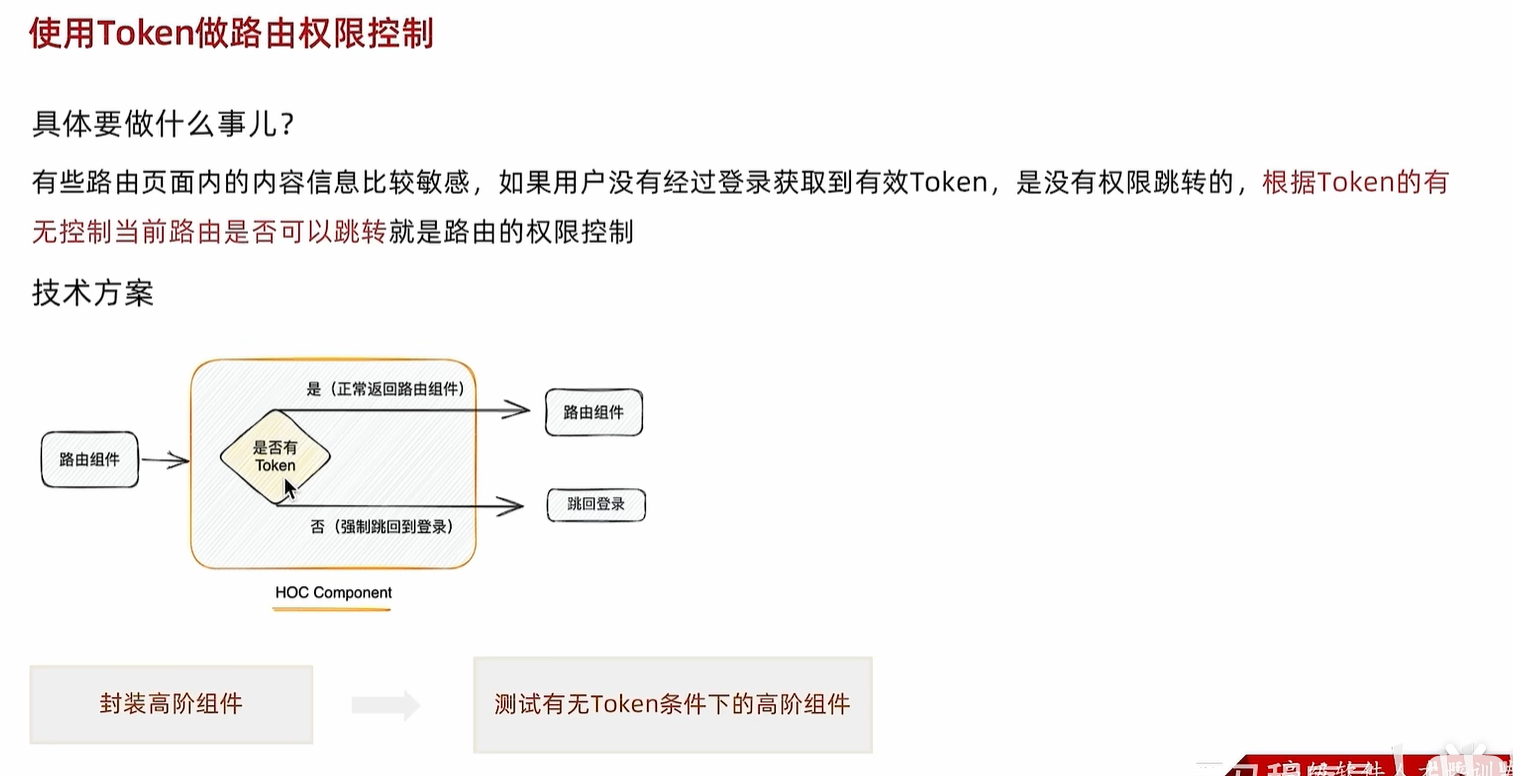 使用Token做路由权限控制
具体要做什么事儿？
有些路由页面内的内容信息比较敏感，如果用户没有经过登录获取到有效Token，是没有权限跳转的，根据Token的有
无控制当前路由是否可以跳转就是路由的权限控制
技术方案
是（正常返回路由组件）
路由组件
路由组件
是否有
Token
跳回登录
否（强制跳回到登录）
HOC Component
封装高阶组件
测试有无Token条件下的高阶组件